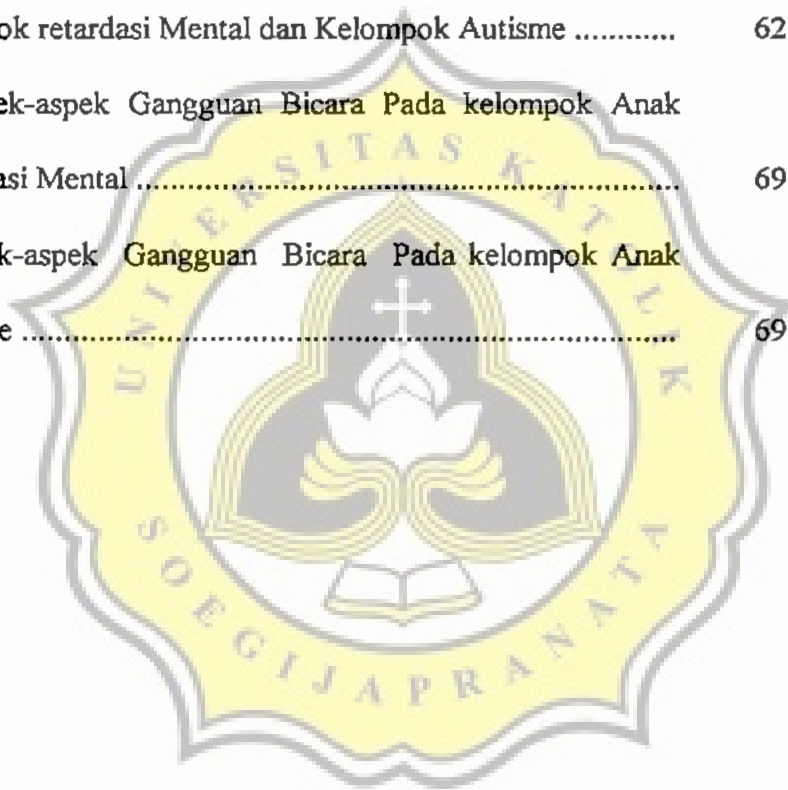 ok retardasi Mental dan Kelompok Autisme ............ 62
ek-aspek Gangguan Bicara Pada kelompok Anak
asi Mental .................................................................. 69
k-aspek Gangguan Bicara Pada kelompok Anak
e ................................................................................ 69
UNIVERSITAS KATOLIK
SOEGIJAPRANATA